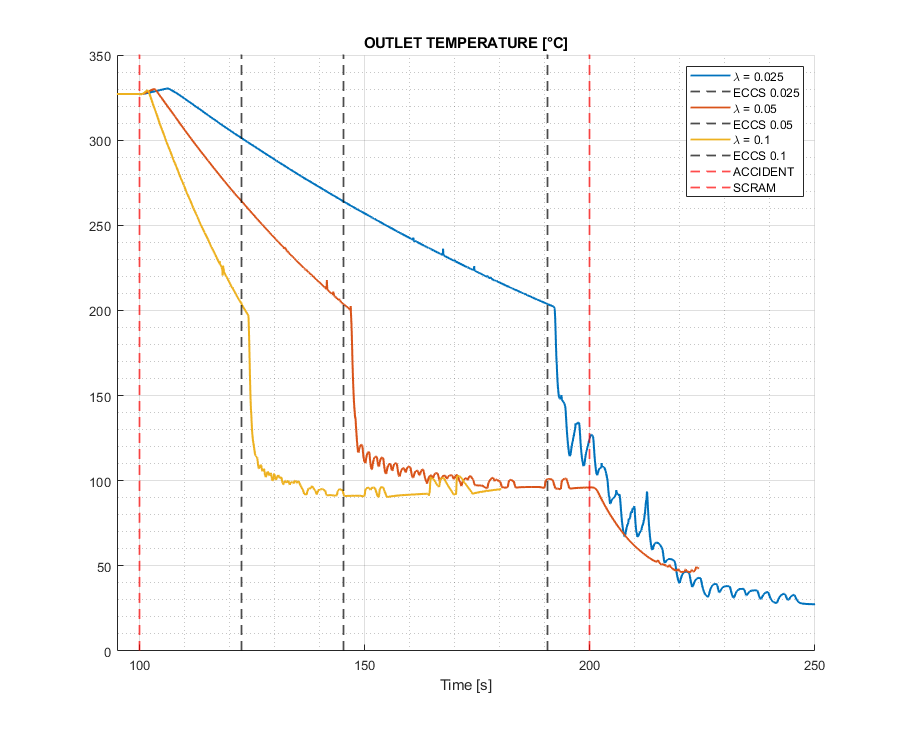 OUTLET TEMPERATURE [°C]
350
300
250
200
150
100
50
0
λ = 0.025
ECCS 0.025
λ = 0.05
ECCS 0.05
λ = 0.1
ECCS 0.1
ACCIDENT
SCRAM
100
150
200
250
Time [s]